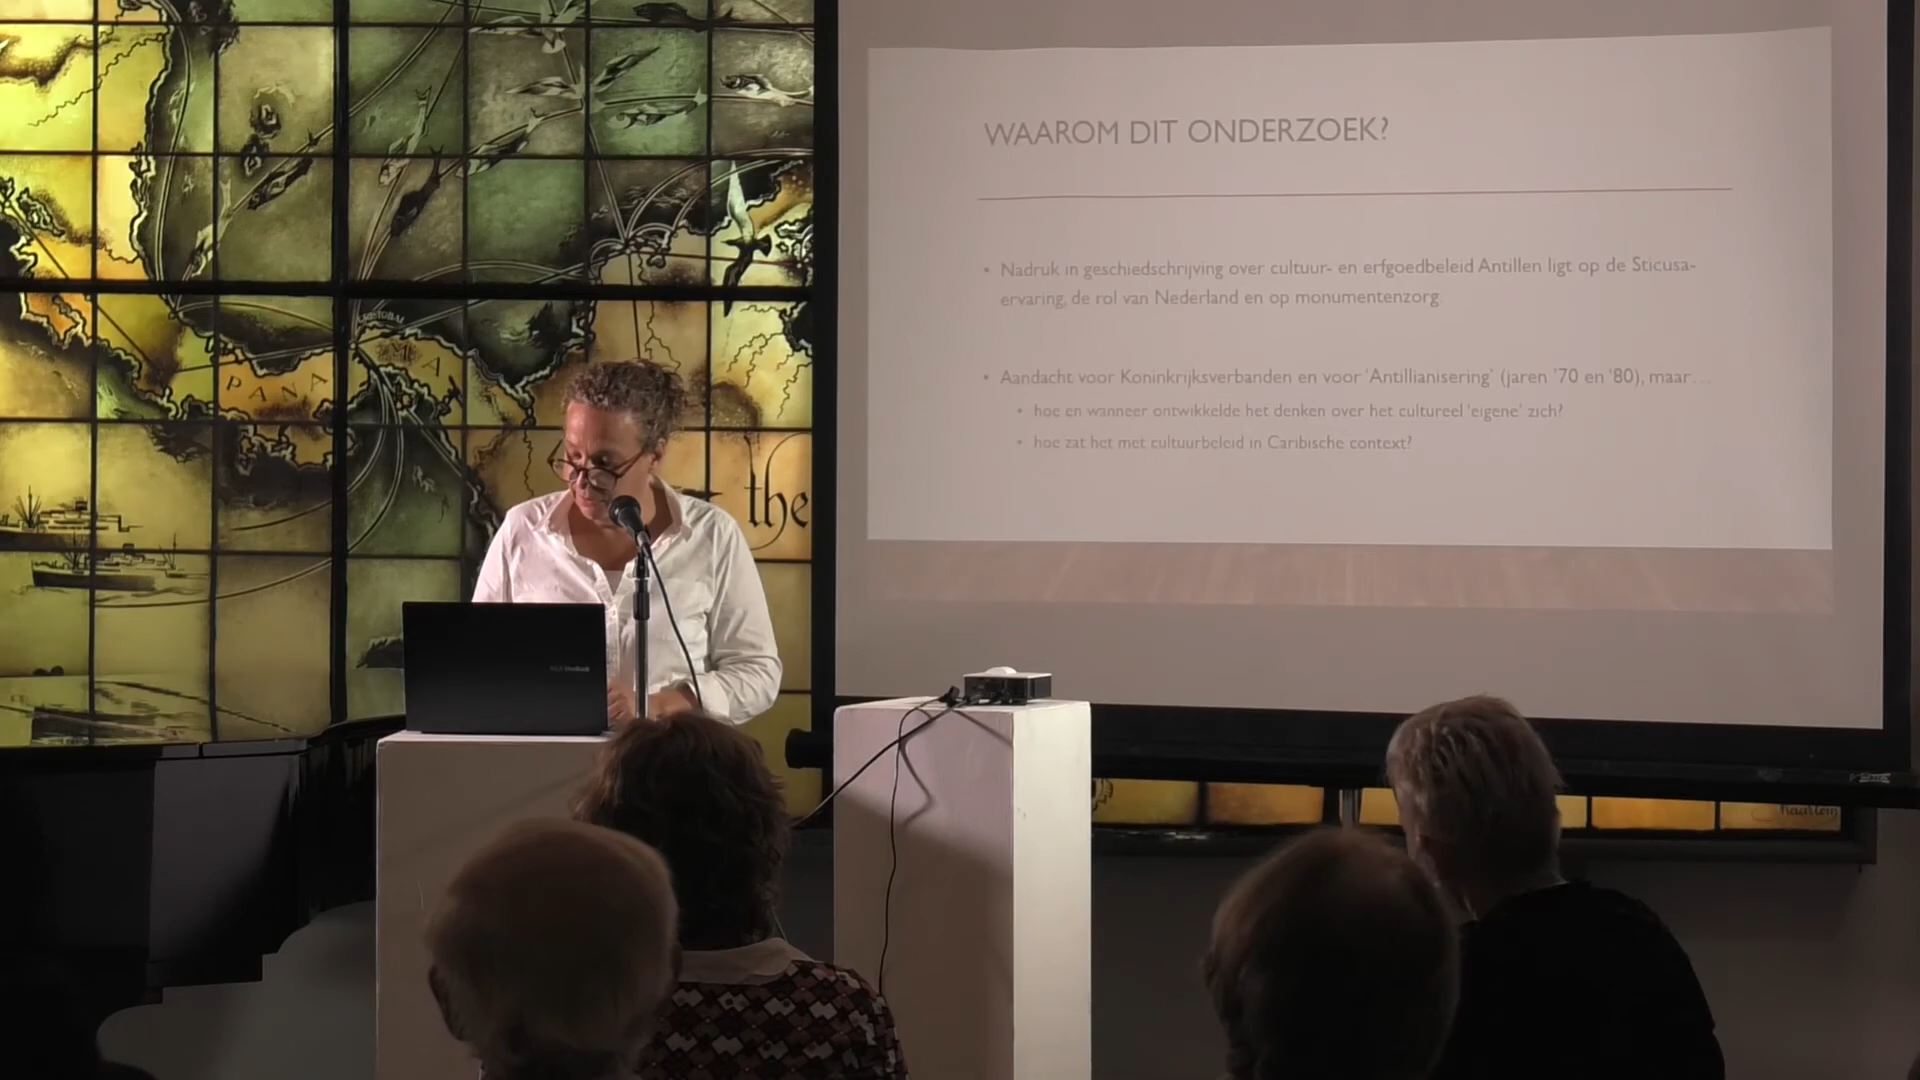 WAAROM DIT ONDERZOEK?
• Nadruk in geschiedschrijving over cultuur- en erfgoedbeleid Antillen ligt op de Sticusa-
ervaring, de rol van Nederland en op monumentenzorg.
• Aandacht voor Koninkrijksverbanden en voor 'Antillianisering' (jaren '70 en '80), maar…
• hoe en wanneer ontwikkelde het denken over het cultureel 'eigene' zich?
• hoe zat het met cultuurbeleid in Caribische context?
CRISTOBAL
PANAMA
the